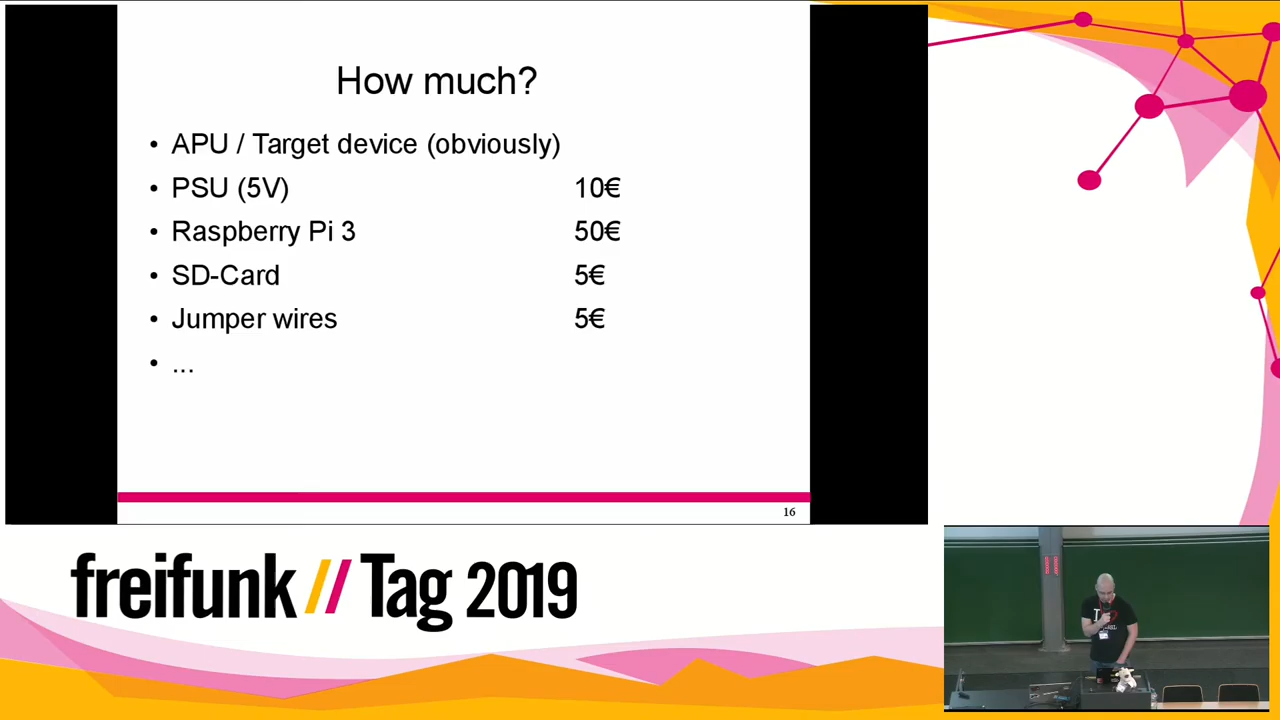 How much?
• APU / Target device (obviously)
• PSU (5V) 10€
• Raspberry Pi 3 50€
• SD-Card 5€
• Jumper wires 5€
• ...
16
freifunk // Tag 2019